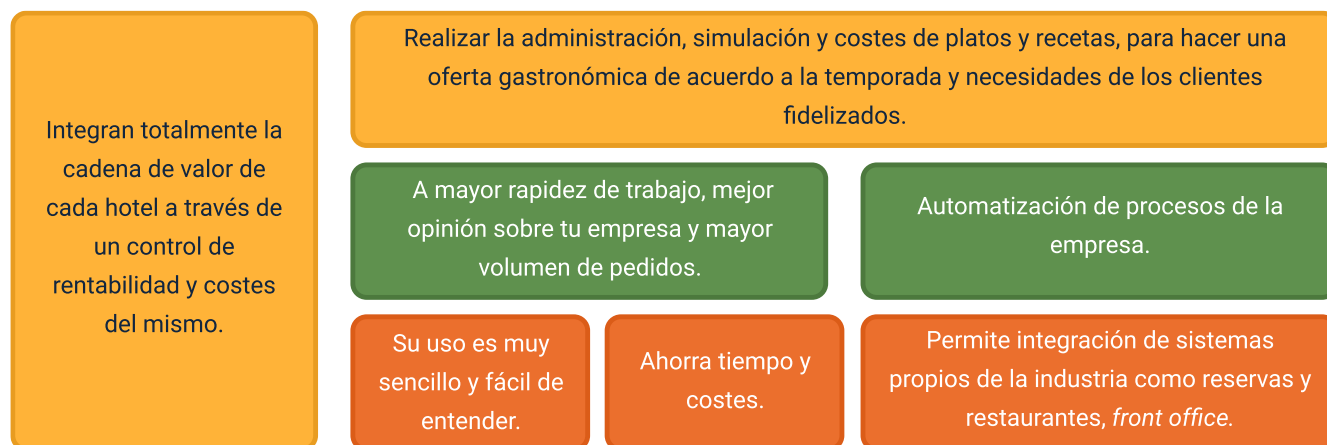 Integran totalmente la
cadena de valor de
cada hotel a través de
un control de
rentabilidad y costes
del mismo.
Realizar la administración, simulación y costes de platos y recetas, para hacer una
oferta gastronómica de acuerdo a la temporada y necesidades de los clientes
fidelizados.
A mayor rapidez de trabajo, mejor
opinión sobre tu empresa y mayor
volumen de pedidos.
Automatización de procesos de la
empresa.
Su uso es muy
sencillo y fácil de
entender.
Ahorra tiempo y
costes.
Permite integración de sistemas
propios de la industria como reservas y
restaurantes, front office.